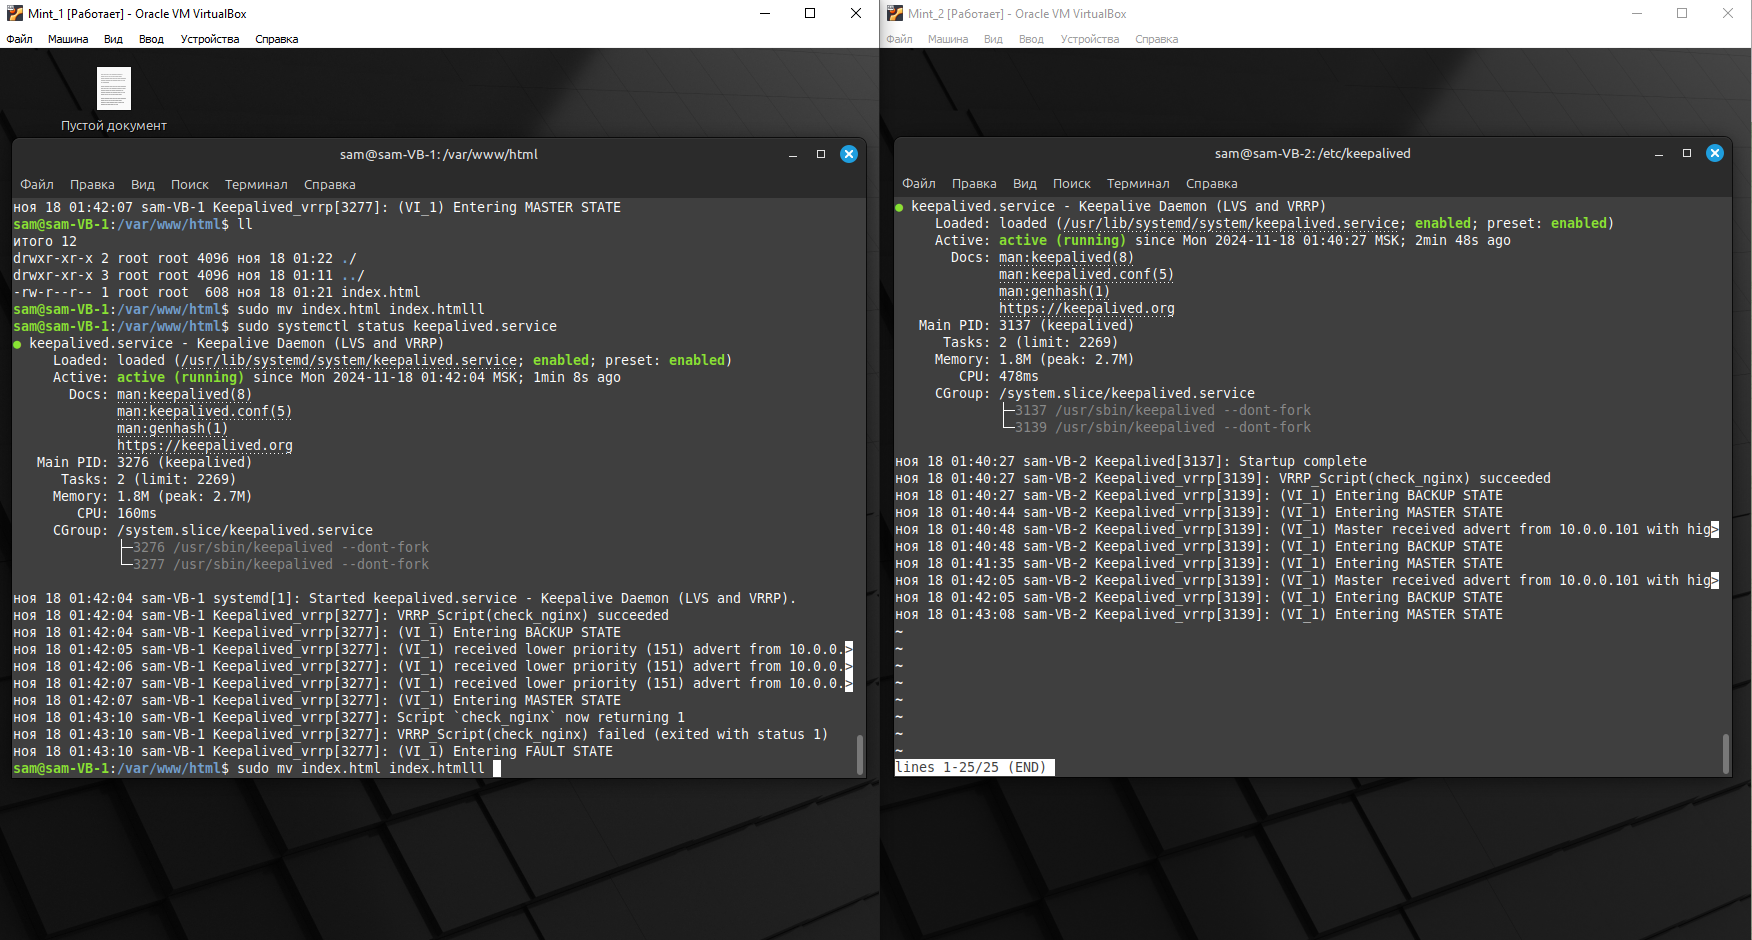 Mint_1 [Работает] - Oracle VM VirtualBox
Файл Машина Вид Ввод Устройства Справка
Пустой документ
sam@sam-VB-1: /var/www/html
Файл Правка Вид Поиск Терминал Справка
ноя 18 01:42:07 sam-VB-1 Keepalived_vrrp[3277]: (VI_1) Entering MASTER STATE
sam@sam-VB-1:/var/www/html$ ll
итого 12
drwxr-xr-x 2 root root 4096 ноя 18 01:22 ./
drwxr-xr-x 3 root root 4096 ноя 18 01:11 ../
-rw-r--r-- 1 root root  608 ноя 18 01:21 index.html
sam@sam-VB-1:/var/www/html$ sudo mv index.html index.htmlll
sam@sam-VB-1:/var/www/html$ sudo systemctl status keepalived.service
● keepalived.service - Keepalive Daemon (LVS and VRRP)
Loaded: loaded (/usr/lib/systemd/system/keepalived.service; enabled; preset: enabled)
Active: active (running) since Mon 2024-11-18 01:42:04 MSK; 1min 8s ago
Docs: man:keepalived(8)
man:keepalived.conf(5)
man:genhash(1)
https://keepalived.org
Main PID: 3276 (keepalived)
Tasks: 2 (limit: 2269)
Memory: 1.8M (peak: 2.7M)
CPU: 160ms
CGroup: /system.slice/keepalived.service
├─3276 /usr/sbin/keepalived --dont-fork
└─3277 /usr/sbin/keepalived --dont-fork
ноя 18 01:42:04 sam-VB-1 systemd[1]: Started keepalived.service - Keepalive Daemon (LVS and VRRP).
ноя 18 01:42:04 sam-VB-1 Keepalived_vrrp[3277]: VRRP_Script(check_nginx) succeeded
ноя 18 01:42:04 sam-VB-1 Keepalived_vrrp[3277]: (VI_1) Entering BACKUP STATE
ноя 18 01:42:05 sam-VB-1 Keepalived_vrrp[3277]: (VI_1) received lower priority (151) advert from 10.0.0.>
ноя 18 01:42:06 sam-VB-1 Keepalived_vrrp[3277]: (VI_1) received lower priority (151) advert from 10.0.0.>
ноя 18 01:42:07 sam-VB-1 Keepalived_vrrp[3277]: (VI_1) received lower priority (151) advert from 10.0.0.>
ноя 18 01:42:07 sam-VB-1 Keepalived_vrrp[3277]: (VI_1) Entering MASTER STATE
ноя 18 01:43:10 sam-VB-1 Keepalived_vrrp[3277]: Script `check_nginx` now returning 1
ноя 18 01:43:10 sam-VB-1 Keepalived_vrrp[3277]: VRRP_Script(check_nginx) failed (exited with status 1)
ноя 18 01:43:10 sam-VB-1 Keepalived_vrrp[3277]: (VI_1) Entering FAULT STATE
sam@sam-VB-1:/var/www/html$ sudo mv index.html index.htmlll
Mint_2 [Работает] - Oracle VM VirtualBox
Файл Машина Вид Ввод Устройства Справка
sam@sam-VB-2: /etc/keepalived
Файл Правка Вид Поиск Терминал Справка
● keepalived.service - Keepalive Daemon (LVS and VRRP)
Loaded: loaded (/usr/lib/systemd/system/keepalived.service; enabled; preset: enabled)
Active: active (running) since Mon 2024-11-18 01:40:27 MSK; 2min 48s ago
Docs: man:keepalived(8)
man:keepalived.conf(5)
man:genhash(1)
https://keepalived.org
Main PID: 3137 (keepalived)
Tasks: 2 (limit: 2269)
Memory: 1.8M (peak: 2.7M)
CPU: 478ms
CGroup: /system.slice/keepalived.service
├─3137 /usr/sbin/keepalived --dont-fork
└─3139 /usr/sbin/keepalived --dont-fork
ноя 18 01:40:27 sam-VB-2 Keepalived[3137]: Startup complete
ноя 18 01:40:27 sam-VB-2 Keepalived_vrrp[3139]: VRRP_Script(check_nginx) succeeded
ноя 18 01:40:27 sam-VB-2 Keepalived_vrrp[3139]: (VI_1) Entering BACKUP STATE
ноя 18 01:40:44 sam-VB-2 Keepalived_vrrp[3139]: (VI_1) Entering MASTER STATE
ноя 18 01:40:48 sam-VB-2 Keepalived_vrrp[3139]: (VI_1) Master received advert from 10.0.0.101 with hig>
ноя 18 01:40:48 sam-VB-2 Keepalived_vrrp[3139]: (VI_1) Entering BACKUP STATE
ноя 18 01:41:35 sam-VB-2 Keepalived_vrrp[3139]: (VI_1) Entering MASTER STATE
ноя 18 01:42:05 sam-VB-2 Keepalived_vrrp[3139]: (VI_1) Master received advert from 10.0.0.101 with hig>
ноя 18 01:42:05 sam-VB-2 Keepalived_vrrp[3139]: (VI_1) Entering BACKUP STATE
ноя 18 01:43:08 sam-VB-2 Keepalived_vrrp[3139]: (VI_1) Entering MASTER STATE
~
~
~
~
~
~
~
~
lines 1-25/25 (END)